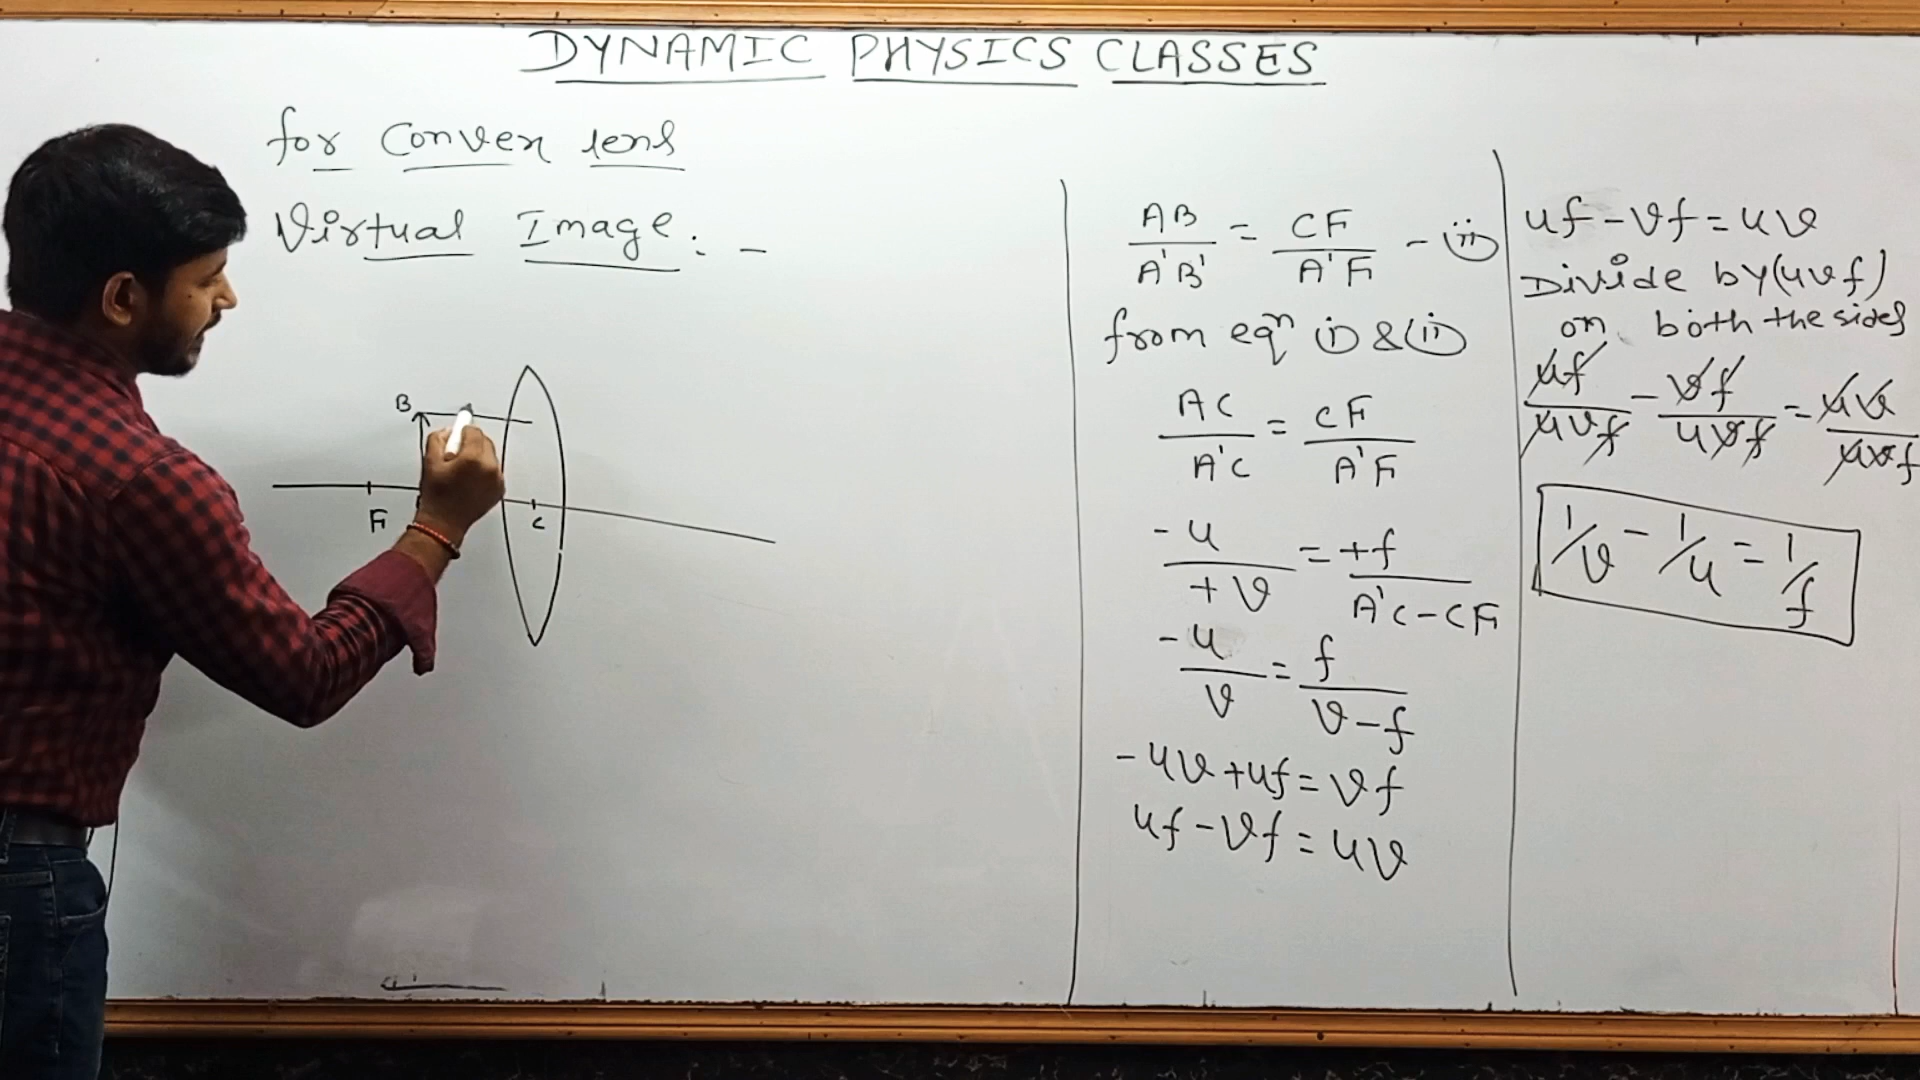 DYNAMIC PHYSICS CLASSES
for Convex lens
Virtual Image: -
B
F
C
AB/A'B' = CF/A'F - (ii)
from eqⁿ (i) & (ii)
AC/A'C = CF/A'F
-u/+v = +f/A'C-CF
-u/v = f/v-f
-uv+uf=vf
uf-vf=uv
uf-vf=uv
Divide by(uvf)
on both the sides
uf/uvf - vf/uvf = uv/uvf
1/v - 1/u = 1/f